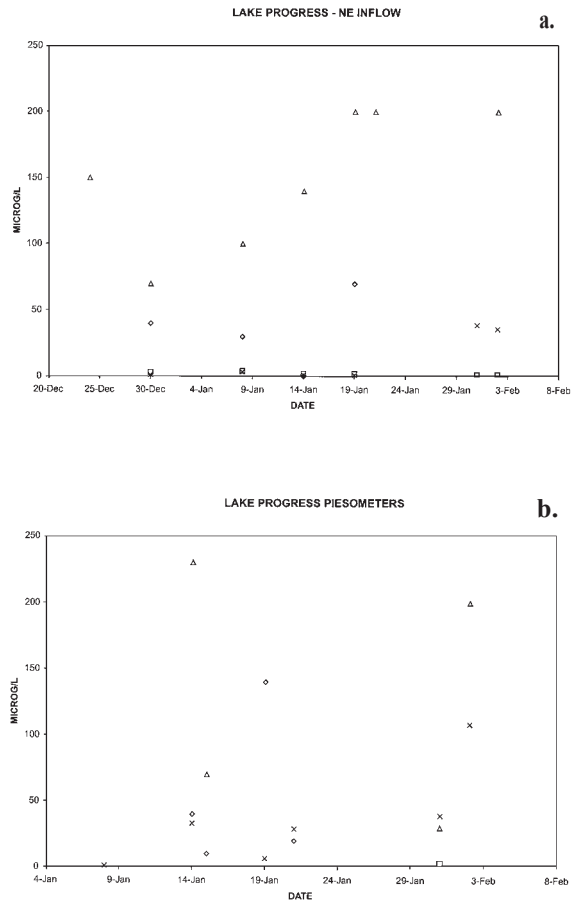 LAKE PROGRESS - NE INFLOW
a.
250
200
150
100
50
0
MICROG/L
20-Dec 25-Dec 30-Dec 4-Jan 9-Jan 14-Jan 19-Jan 24-Jan 29-Jan 3-Feb 8-Feb
DATE
LAKE PROGRESS PIESOMETERS
b.
250
200
150
100
50
0
MICROG/L
4-Jan 9-Jan 14-Jan 19-Jan 24-Jan 29-Jan 3-Feb 8-Feb
DATE